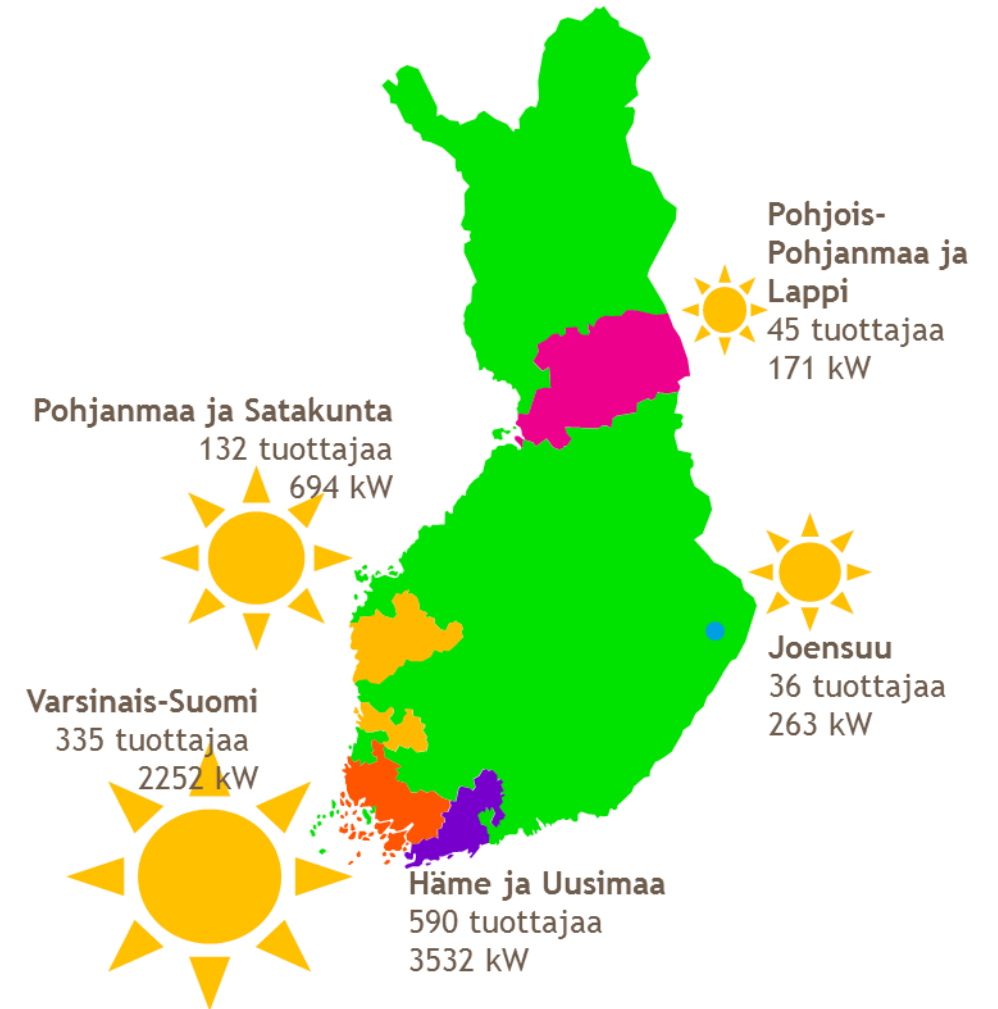 Pohjois-
Pohjanmaa ja
Lappi
45 tuottajaa
171 kW
Pohjanmaa ja Satakunta
132 tuottajaa
694 kW
Joensuu
36 tuottajaa
263 kW
Varsinais-Suomi
335 tuottajaa
2252 kW
Häme ja Uusimaa
590 tuottajaa
3532 kW